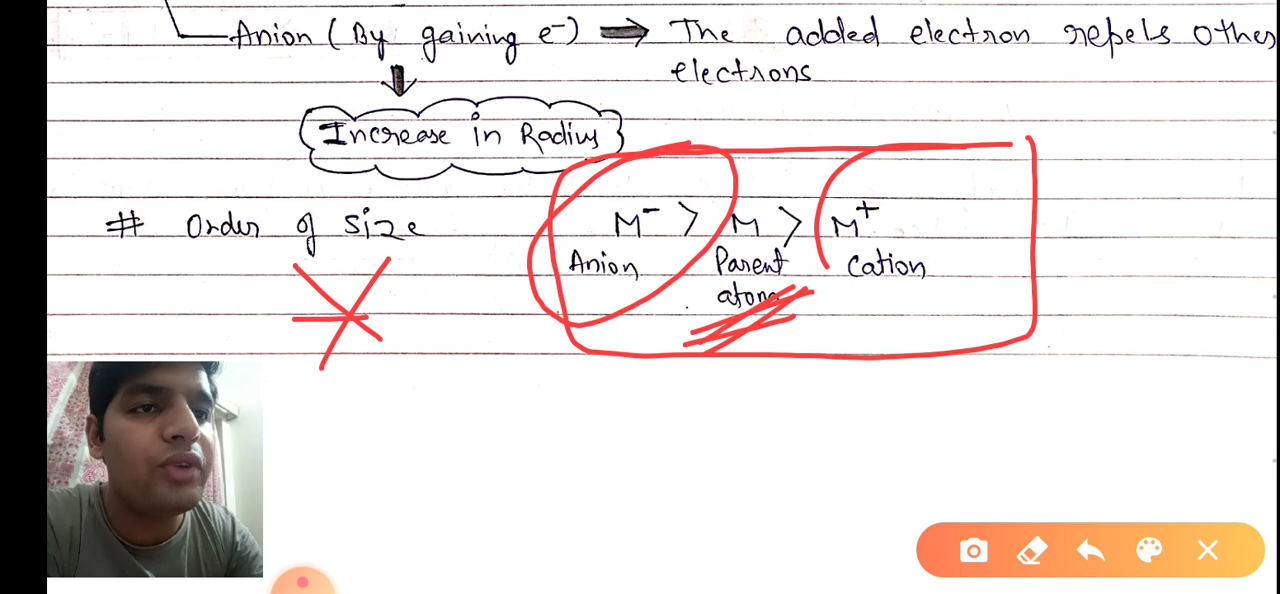 Anion (By gaining e⁻) ⇒ The added electron repels other
electrons
Increase in Radius
# Order of size M⁻ > M > M⁺
Anion Parent Cation
atom